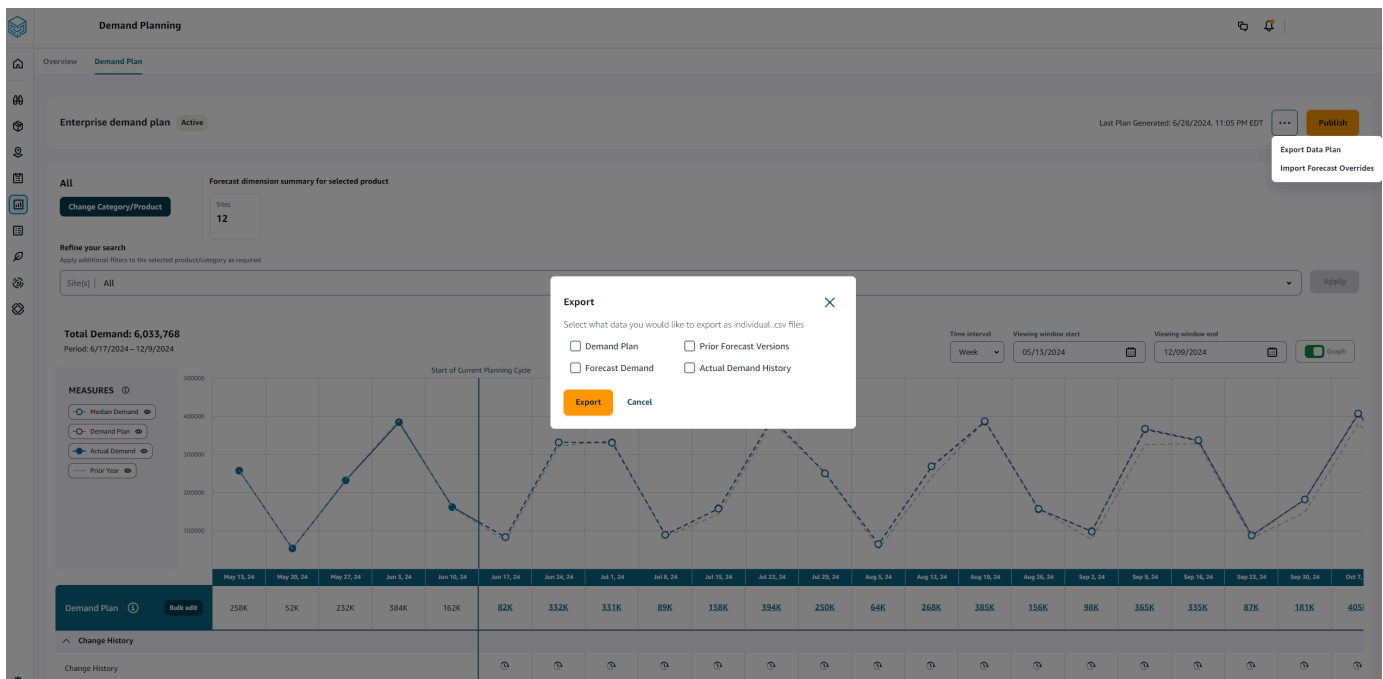 Demand Planning
Overview Demand Plan
Enterprise demand plan Active
Last Plan Generated: 6/28/2024, 11:05 PM EDT ... Publish
Export Data Plan
Import Forecast Overrides
All
Change Category/Product
Forecast dimension summary for selected product
Sites
12
Refine your search
Apply additional filters to the selected product/category as required
Site(s) All
Apply
Export
Select what data you would like to export as individual .csv files
Demand Plan Prior Forecast Versions
Forecast Demand Actual Demand History
Export Cancel
Total Demand: 6,033,768
Period: 6/17/2024 – 12/9/2024
Time interval Viewing window start Viewing window end
Week 05/13/2024 12/09/2024 Graph
Start of Current Planning Cycle
MEASURES
Median Demand
Demand Plan
Actual Demand
Prior Year
500000
400000
300000
200000
100000
May 13, 24 May 20, 24 May 27, 24 Jun 3, 24 Jun 10, 24 Jun 17, 24 Jun 24, 24 Jul 1, 24 Jul 8, 24 Jul 15, 24 Jul 22, 24 Jul 29, 24 Aug 5, 24 Aug 12, 24 Aug 19, 24 Aug 26, 24 Sep 2, 24 Sep 9, 24 Sep 16, 24 Sep 23, 24 Sep 30, 24 Oct 7,
Demand Plan Bulk edit 258K 52K 232K 384K 162K 82K 332K 331K 89K 158K 394K 250K 64K 268K 385K 156K 98K 365K 335K 87K 181K 405
Change History
Change History